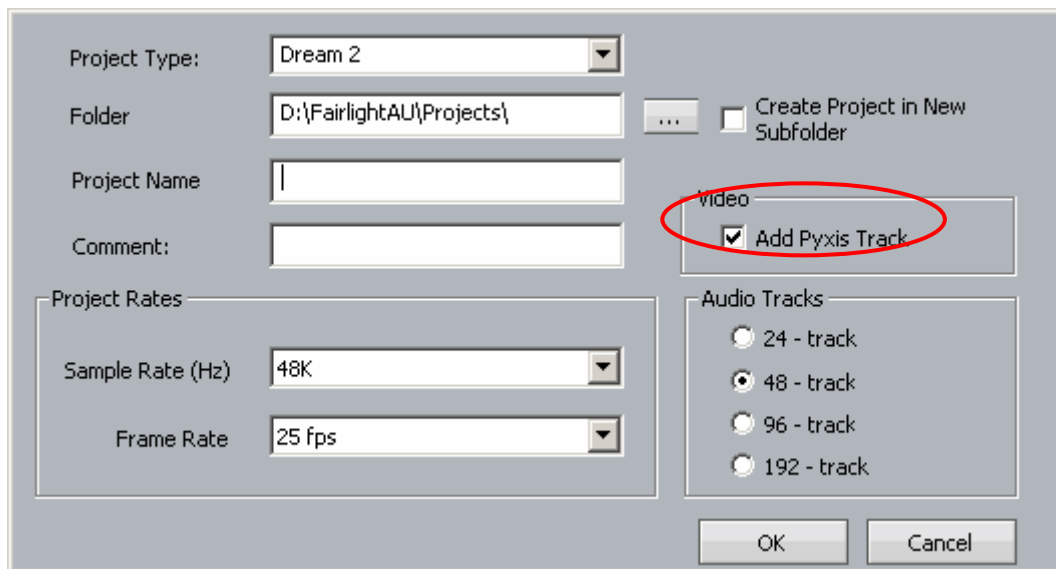 Project Type:
Dream 2
Folder
D:\FairlightAU\Projects\
...
Create Project in New
Subfolder
Project Name
Comment:
Video
Add Pyxis Track
Project Rates
Sample Rate (Hz)
48K
Frame Rate
25 fps
Audio Tracks
24 - track
48 - track
96 - track
192 - track
OK
Cancel